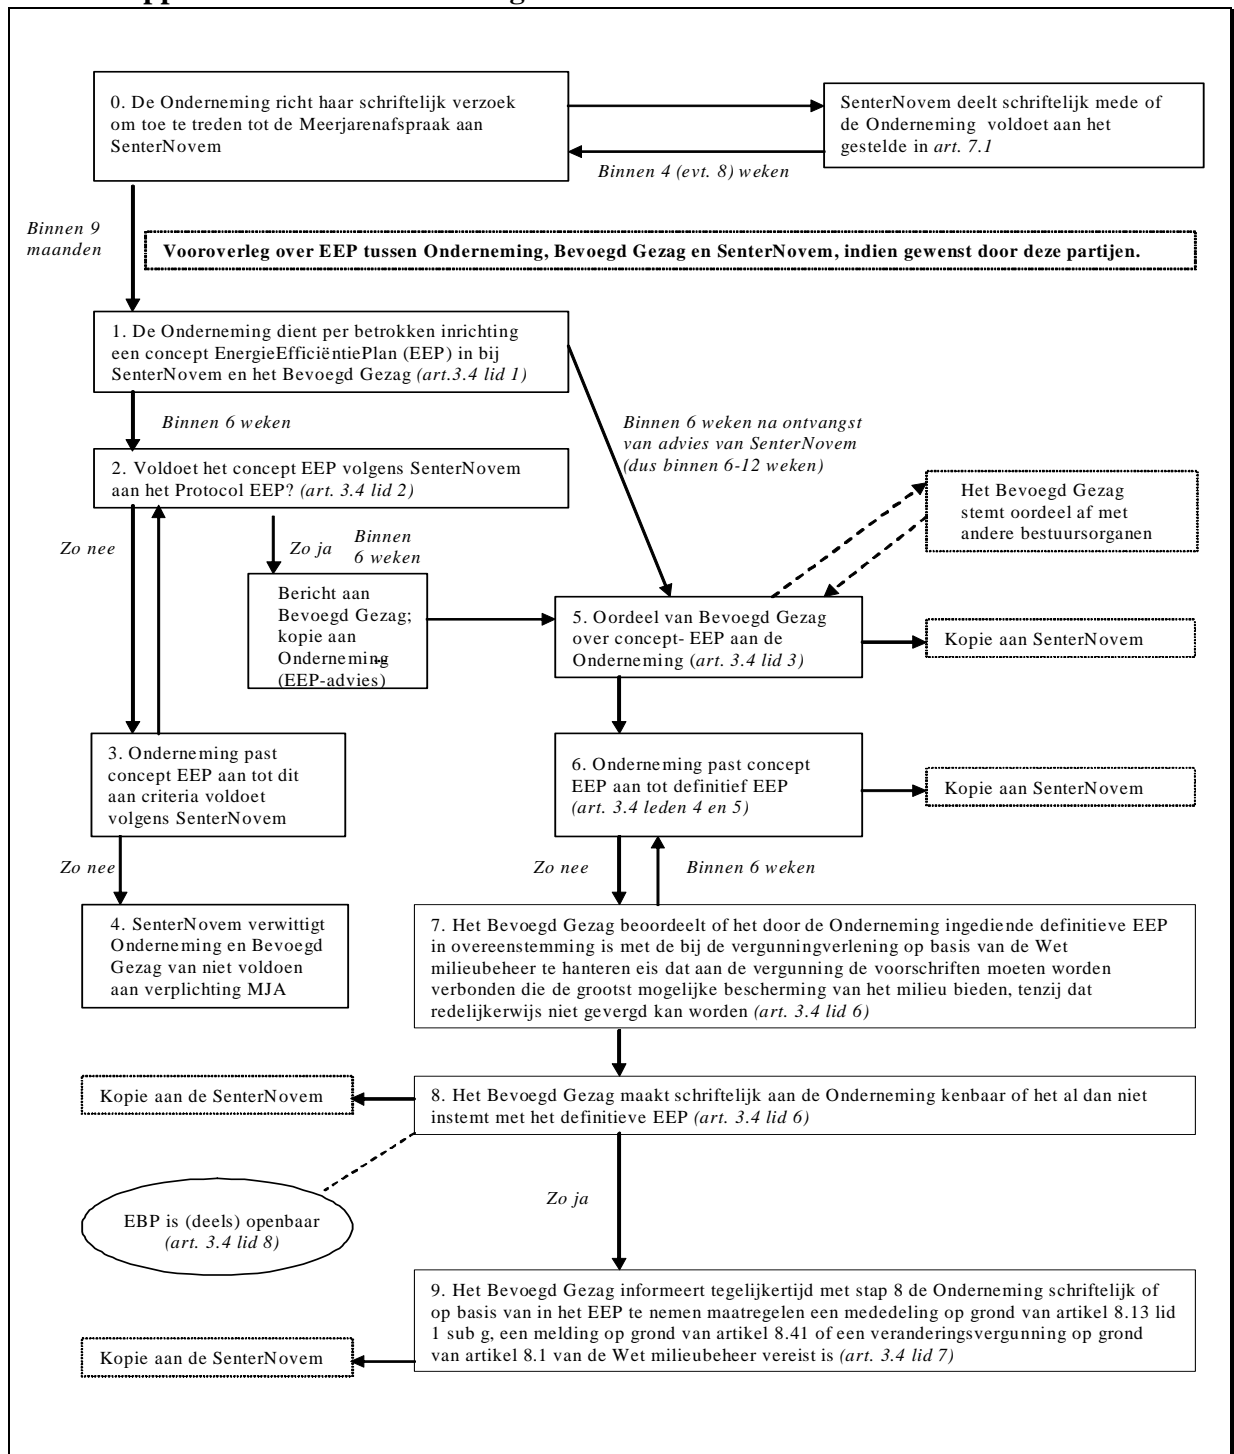 0. De Onderneming richt haar schriftelijk verzoek
om toe te treden tot de Meerjarenafspraak aan
SenterNovem
SenterNovem deelt schriftelijk mede of
de Onderneming voldoet aan het
gestelde in art. 7.1
Binnen 4 (evt. 8) weken
Binnen 9
maanden
Vooroverleg over EEP tussen Onderneming, Bevoegd Gezag en SenterNovem, indien gewenst door deze partijen.
1. De Onderneming dient per betrokken inrichting
een concept EnergieEfficiëntiePlan (EEP) in bij
SenterNovem en het Bevoegd Gezag (art.3.4 lid 1)
Binnen 6 weken
Binnen 6 weken na ontvangst
van advies van SenterNovem
(dus binnen 6-12 weken)
2. Voldoet het concept EEP volgens SenterNovem
aan het Protocol EEP? (art. 3.4 lid 2)
Het Bevoegd Gezag
stemt oordeel af met
andere bestuursorganen
Zo nee
Zo ja
Binnen
6 weken
Bericht aan
Bevoegd Gezag;
kopie aan
Onderneming
(EEP-advies)
5. Oordeel van Bevoegd Gezag
over concept- EEP aan de
Onderneming (art. 3.4 lid 3)
Kopie aan SenterNovem
3. Onderneming past
concept EEP aan tot dit
aan criteria voldoet
volgens SenterNovem
6. Onderneming past concept
EEP aan tot definitief EEP
(art. 3.4 leden 4 en 5)
Kopie aan SenterNovem
Zo nee
Zo nee
Binnen 6 weken
4. SenterNovem verwittigt
Onderneming en Bevoegd
Gezag van niet voldoen
aan verplichting MJA
7. Het Bevoegd Gezag beoordeelt of het door de Onderneming ingediende definitieve EEP
in overeenstemming is met de bij de vergunningverlening op basis van de Wet
milieubeheer te hanteren eis dat aan de vergunning de voorschriften moeten worden
verbonden die de grootst mogelijke bescherming van het milieu bieden, tenzij dat
redelijkerwijs niet gevergd kan worden (art. 3.4 lid 6)
Kopie aan de SenterNovem
8. Het Bevoegd Gezag maakt schriftelijk aan de Onderneming kenbaar of het al dan niet
instemt met het definitieve EEP (art. 3.4 lid 6)
Zo ja
EBP is (deels) openbaar
(art. 3.4 lid 8)
9. Het Bevoegd Gezag informeert tegelijkertijd met stap 8 de Onderneming schriftelijk of
op basis van in het EEP te nemen maatregelen een mededeling op grond van artikel 8.13 lid
1 sub g, een melding op grond van artikel 8.41 of een veranderingsvergunning op grond
van artikel 8.1 van de Wet milieubeheer vereist is (art. 3.4 lid 7)
Kopie aan de SenterNovem